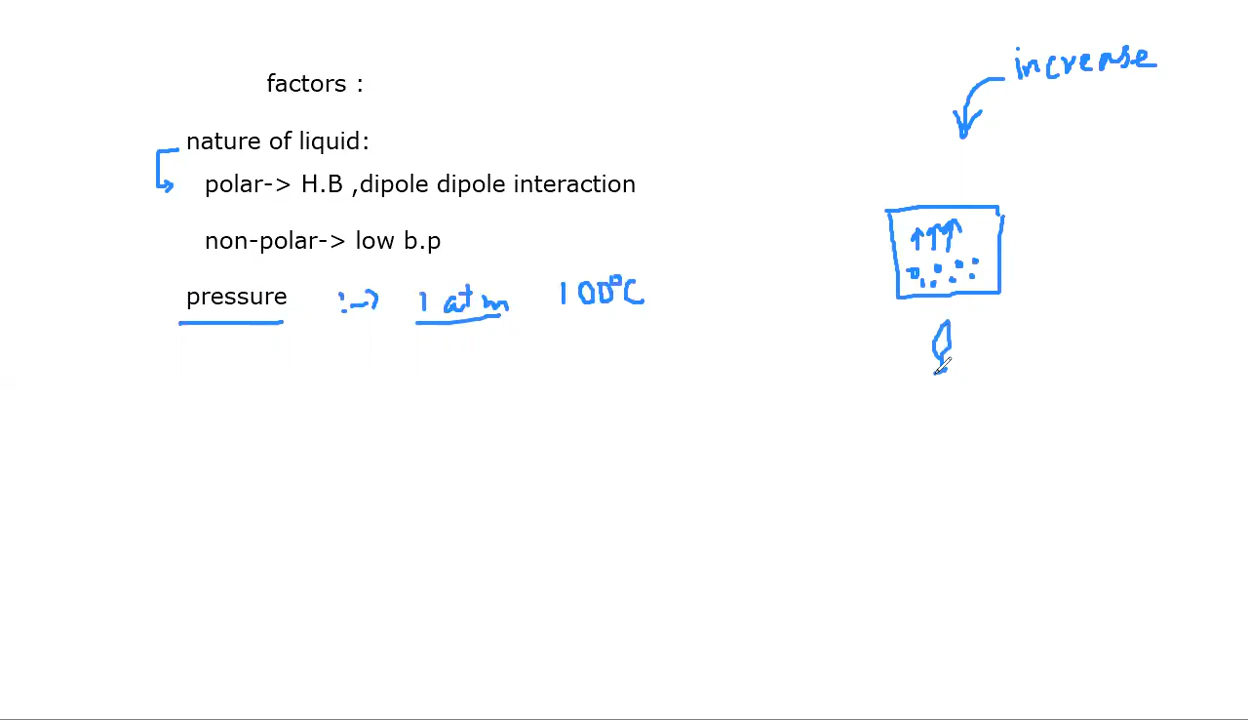 factors :
increase
nature of liquid:
polar-> H.B ,dipole dipole interaction
non-polar-> low b.p
pressure :-> 1 atm 100°C